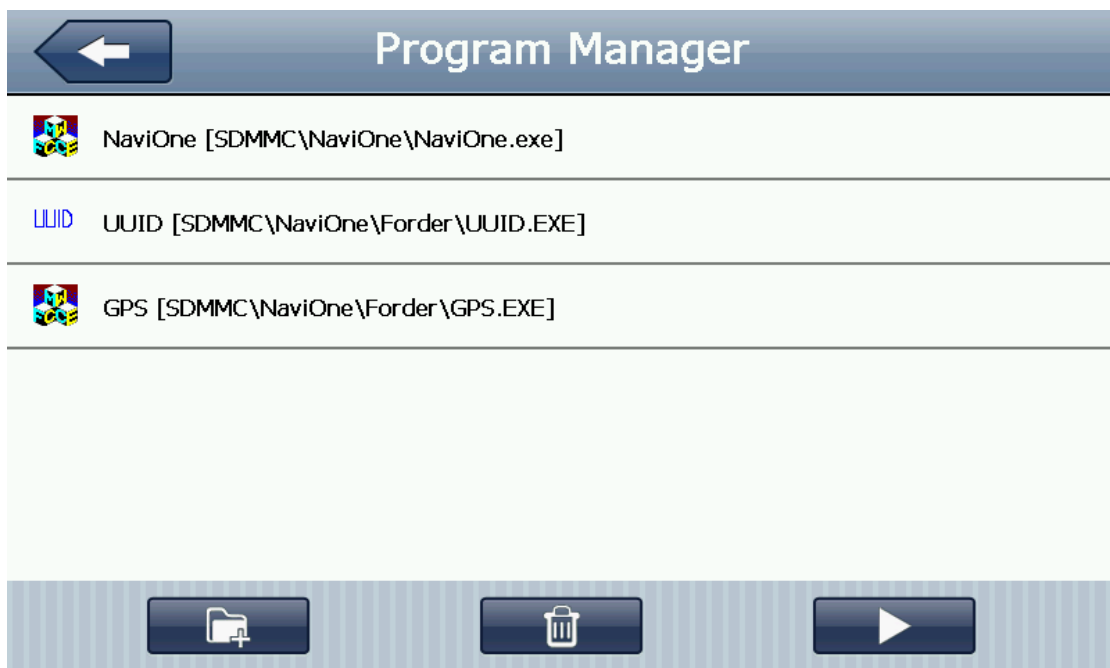 Program Manager
NaviOne [SDMMC\NaviOne\NaviOne.exe]
UUID UUID [SDMMC\NaviOne\Forder\UUID.EXE]
GPS [SDMMC\NaviOne\Forder\GPS.EXE]